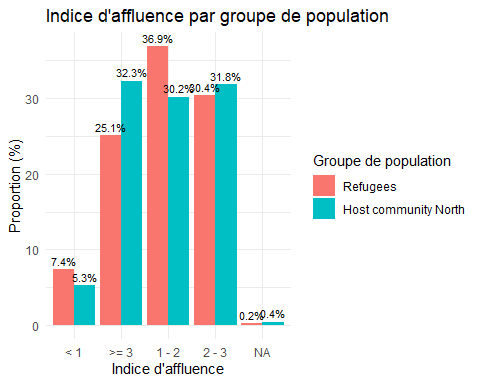 Indice d'affluence par groupe de population
Proportion (%)
30
20
10
0
7.4%
5.3%
25.1%
32.3%
36.9%
30.2%
30.4%
31.8%
0.2%
0.4%
< 1
>= 3
1 - 2
2 - 3
NA
Indice d'affluence
Groupe de population
Refugees
Host community North